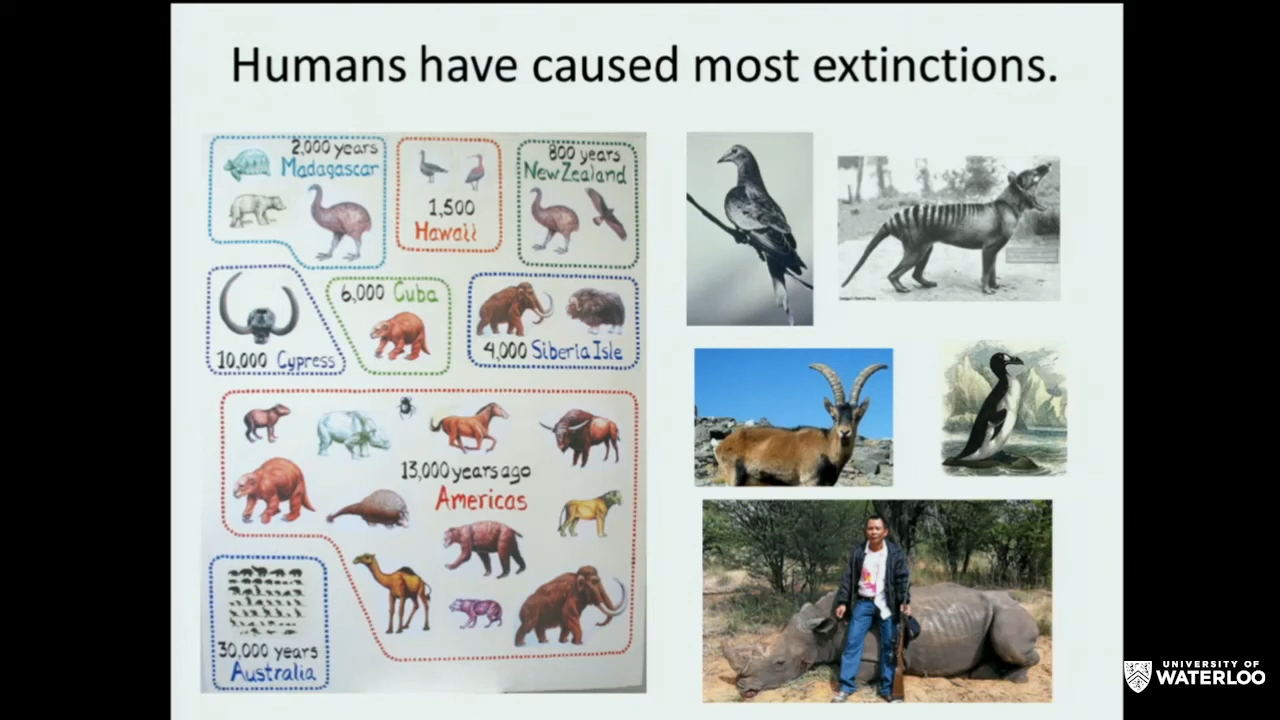 Humans have caused most extinctions.
2,000 years
Madagascar
1,500
Hawaii
800 years
New Zealand
10,000 Cypress
6,000 Cuba
4,000 Siberia Isle
13,000 years ago
Americas
30,000 years
Australia
UNIVERSITY OF
WATERLOO